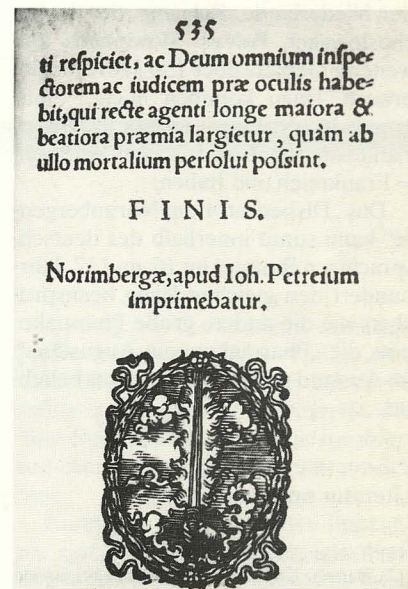 535
ti respiciet, ac Deum omnium inspe-
ctorem ac iudicem præ oculis habe-
bit, qui recte agenti longe maiora &
beatiora præmia largietur, quàm ab
ullo mortalium persolui possint.
F I N I S.
Norimbergæ, apud Ioh. Petreium
imprimebatur.